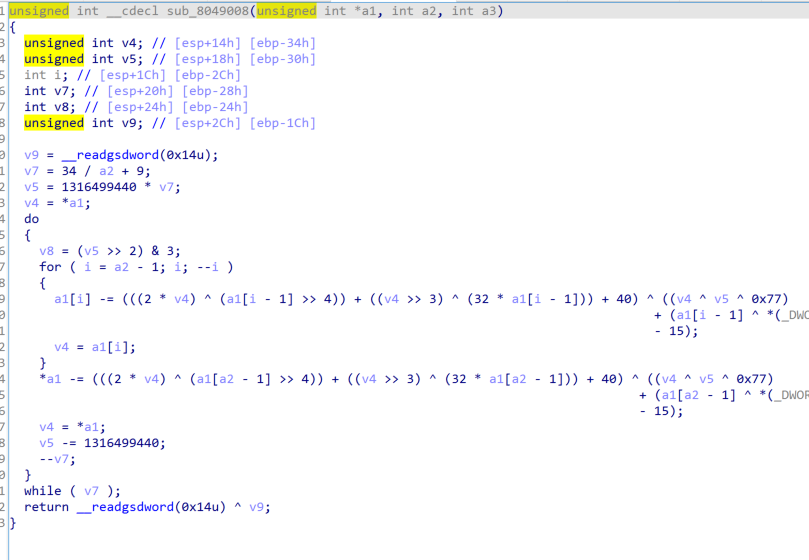 1 unsigned int __cdecl sub_8049008(unsigned int *a1, int a2, int a3)
2 {
3 unsigned int v4; // [esp+14h] [ebp-34h]
4 unsigned int v5; // [esp+18h] [ebp-30h]
5 int i; // [esp+1Ch] [ebp-2Ch]
6 int v7; // [esp+20h] [ebp-28h]
7 int v8; // [esp+24h] [ebp-24h]
8 unsigned int v9; // [esp+2Ch] [ebp-1Ch]
9
0 v9 = __readgsdword(0x14u);
1 v7 = 34 / a2 + 9;
2 v5 = 1316499440 * v7;
3 v4 = *a1;
4 do
5 {
6 v8 = (v5 >> 2) & 3;
7 for ( i = a2 - 1; i; --i )
8 {
9 a1[i] -= (((2 * v4) ^ (a1[i - 1] >> 4)) + ((v4 >> 3) ^ (32 * a1[i - 1])) + 40) ^ ((v4 ^ v5 ^ 0x77)
0 + (a1[i - 1] ^ *(_DWO
1 - 15);
2 v4 = a1[i];
3 }
4 *a1 -= (((2 * v4) ^ (a1[a2 - 1] >> 4)) + ((v4 >> 3) ^ (32 * a1[a2 - 1])) + 40) ^ ((v4 ^ v5 ^ 0x77)
5 + (a1[a2 - 1] ^ *(_DWOR
6 - 15);
7 v4 = *a1;
8 v5 -= 1316499440;
9 --v7;
0 }
1 while ( v7 );
2 return __readgsdword(0x14u) ^ v9;
3 }